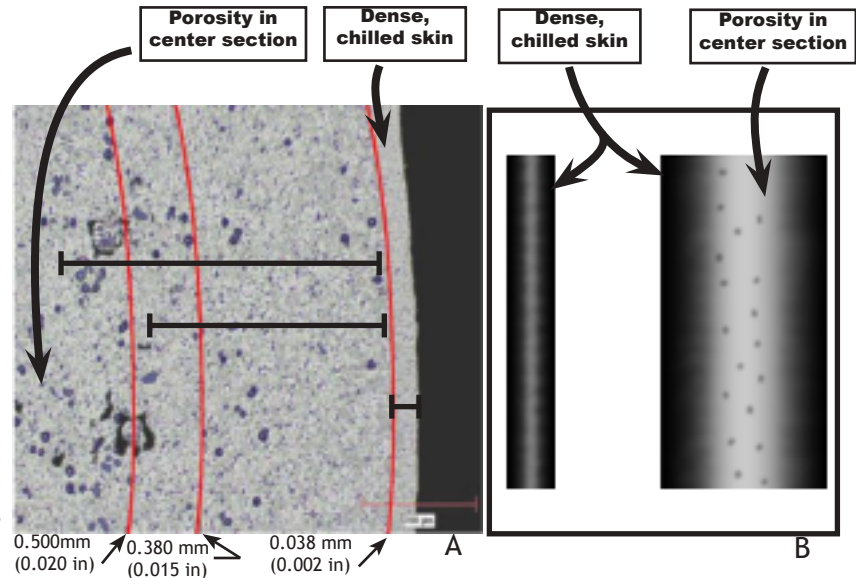 Porosity in
center section
Dense,
chilled skin
Dense,
chilled skin
Porosity in
center section
0.500mm
(0.020 in)
0.380 mm
(0.015 in)
0.038 mm
(0.002 in)
A
B